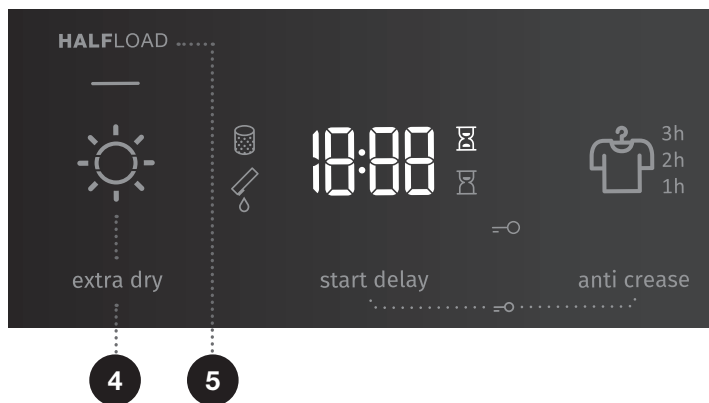 HALFLOAD
18:88
3h
2h
1h
extra dry
start delay
anti crease
4
5